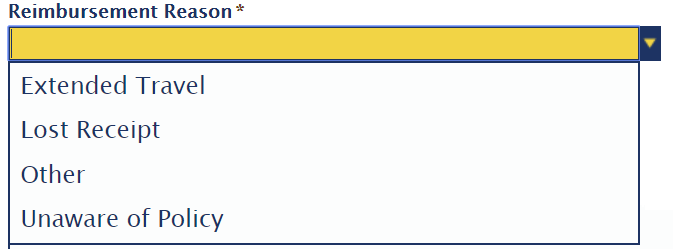 Reimbursement Reason*
Extended Travel
Lost Receipt
Other
Unaware of Policy